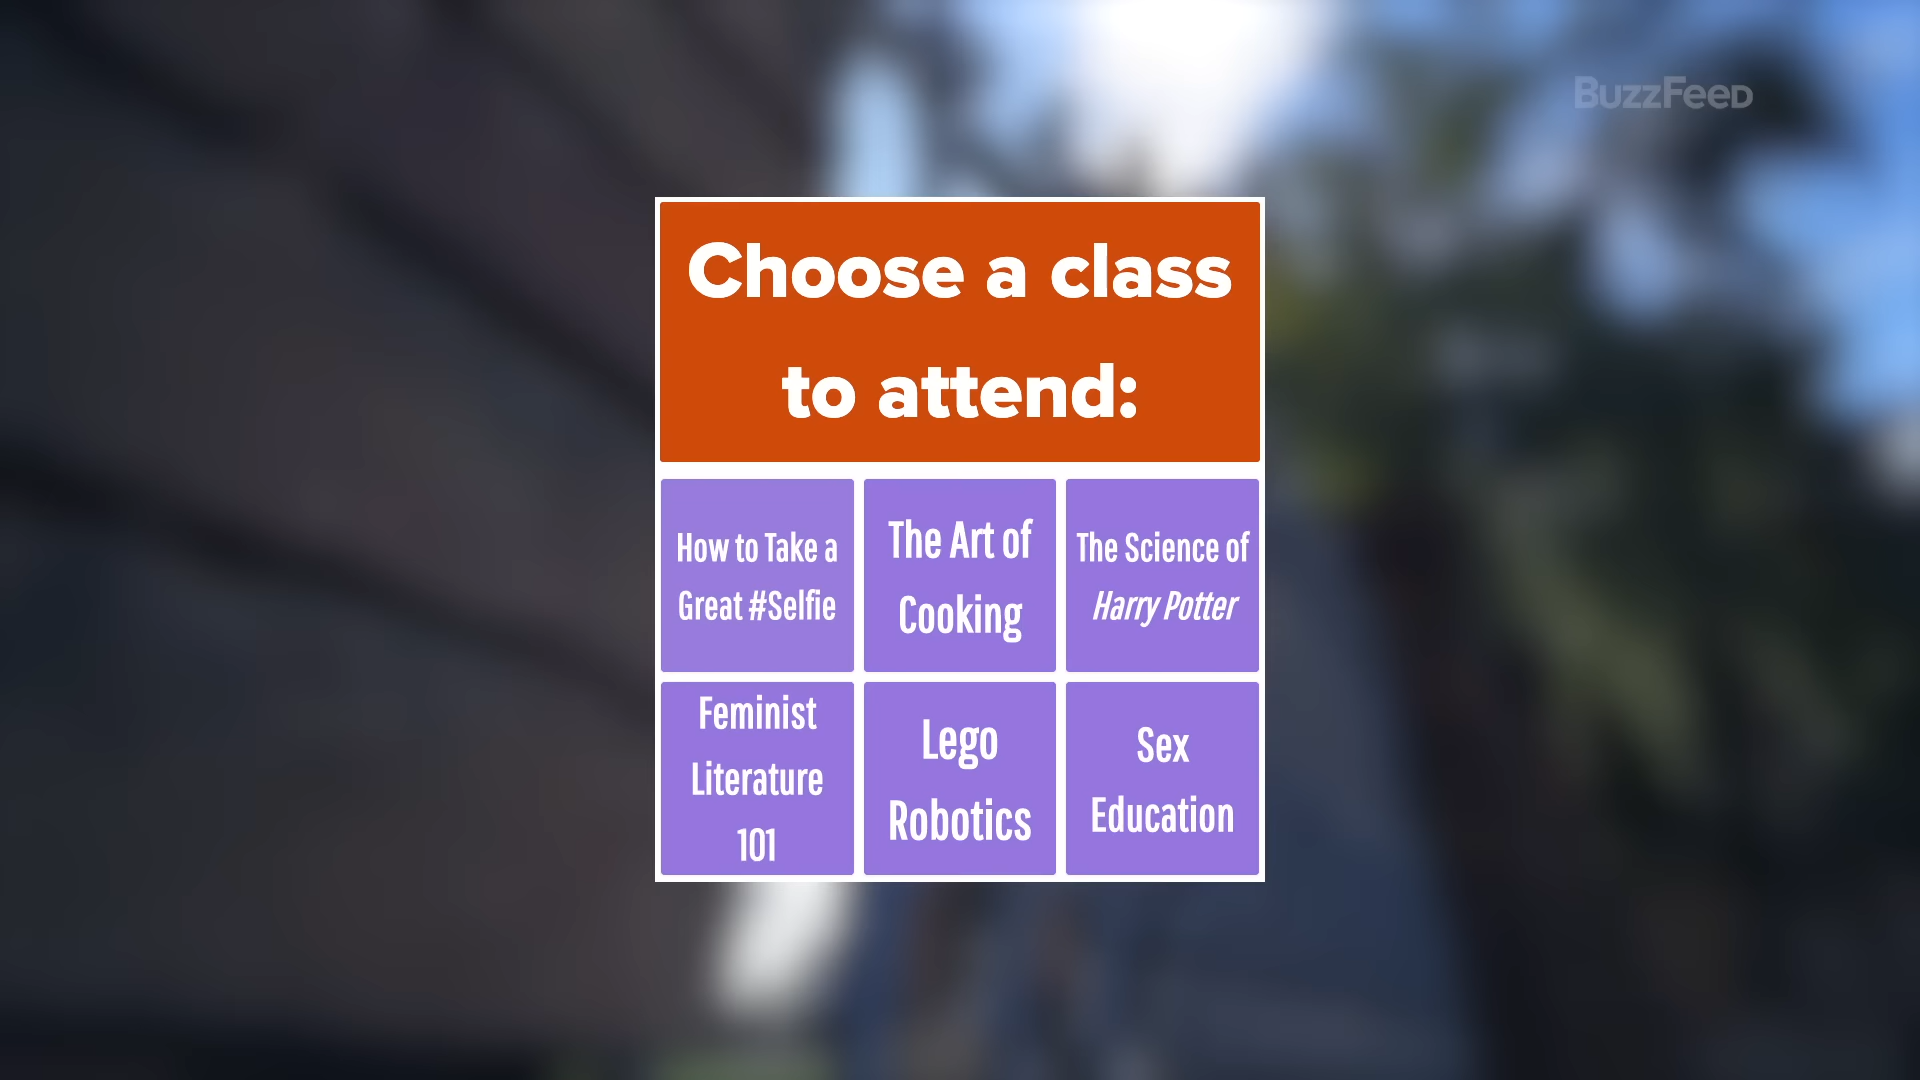 BuzzFeed
Choose a class
to attend:
How to Take a
Great #Selfie
The Art of
Cooking
The Science of
Harry Potter
Feminist
Literature
101
Lego
Robotics
Sex
Education